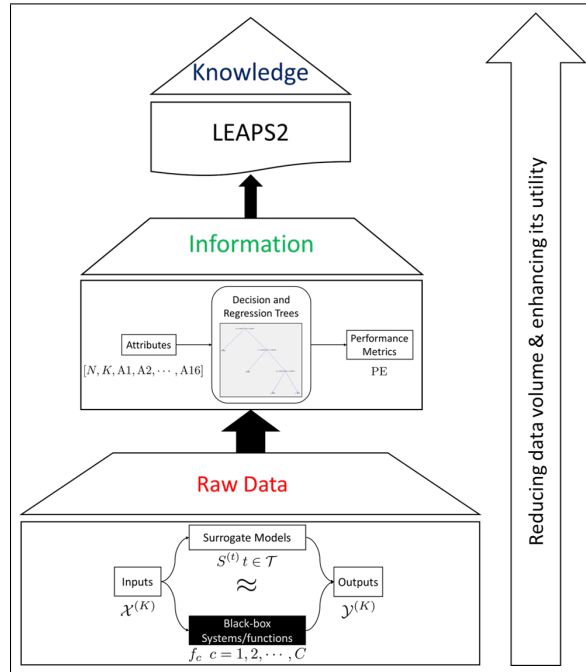 Knowledge
LEAPS2
Information
Decision and
Regression Trees
Attributes
[N, K, A1, A2, ⋯, A16]
Performance
Metrics
PE
Raw Data
Surrogate Models
S^(t) t ∈ 𝒯
Inputs
𝒳^(K)
≈
Outputs
𝒴^(K)
Black-box
Systems/functions
f_c c = 1, 2, ⋯, C
Reducing data volume & enhancing its utility